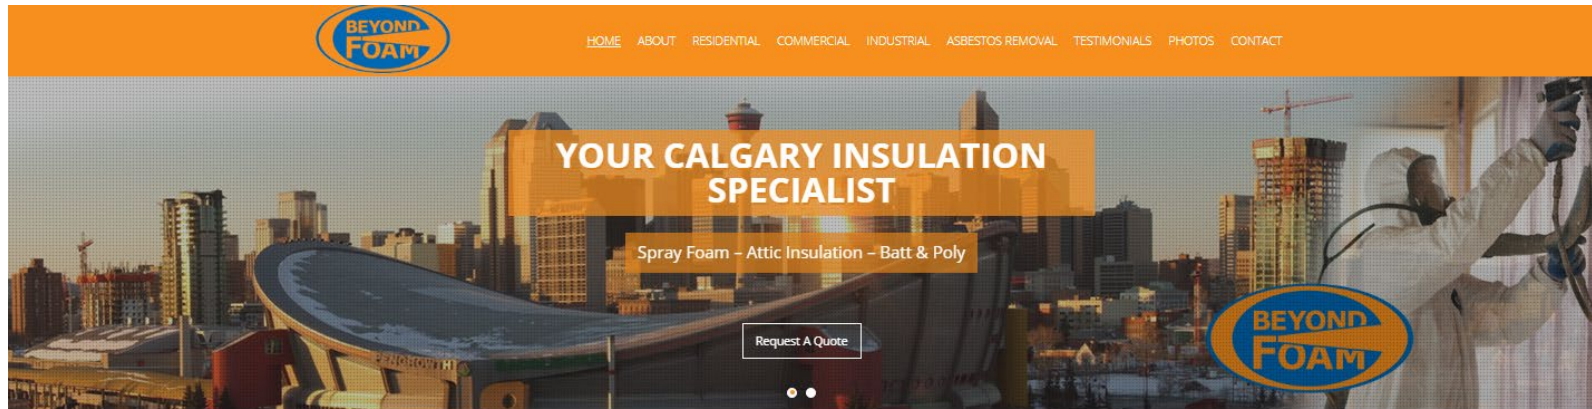 BEYOND
FOAM
HOME ABOUT RESIDENTIAL COMMERCIAL INDUSTRIAL ASBESTOS REMOVAL TESTIMONIALS PHOTOS CONTACT
YOUR CALGARY INSULATION
SPECIALIST
Spray Foam – Attic Insulation – Batt & Poly
Request A Quote
PENGROWTH
BEYOND
FOAM